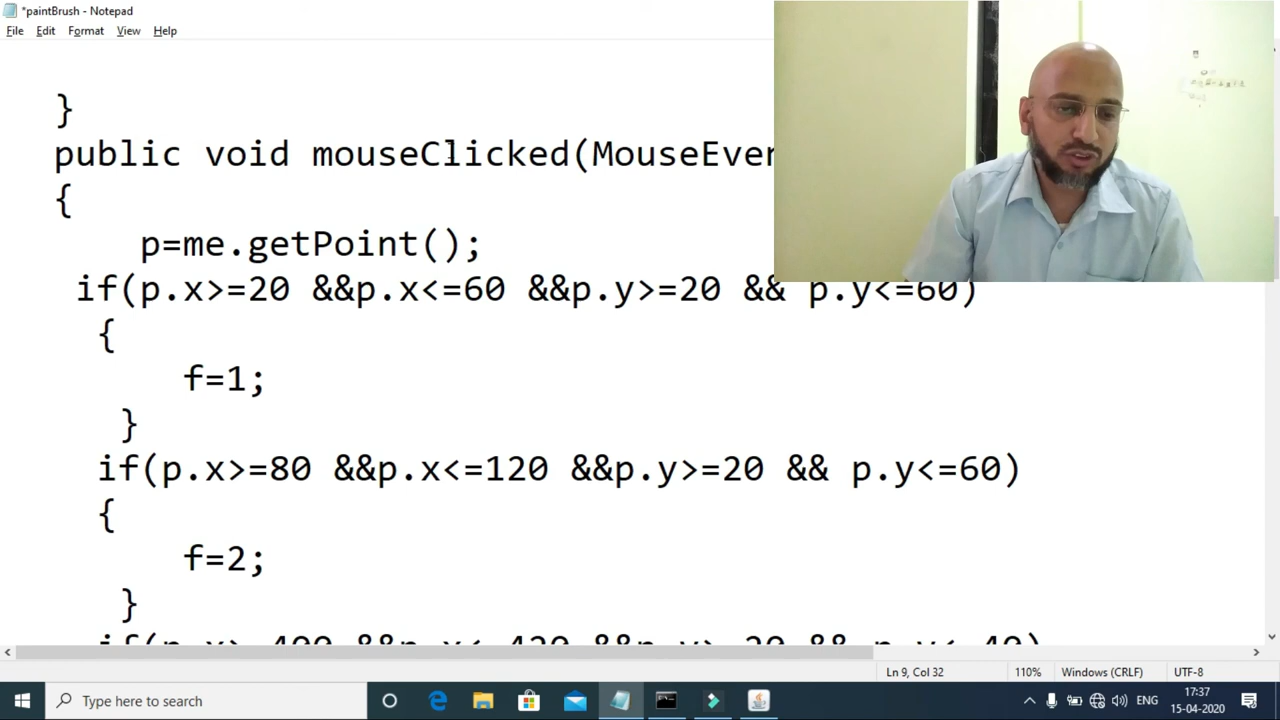 *paintBrush - Notepad
File Edit Format View Help
}
public void mouseClicked(MouseEver
{
p=me.getPoint();
if(p.x>=20 &&p.x<=60 &&p.y>=20 && p.y<=60)
{
f=1;
}
if(p.x>=80 &&p.x<=120 &&p.y>=20 && p.y<=60)
{
f=2;
}
Ln 9, Col 32 110% Windows (CRLF) UTF-8
Type here to search
ENG
17:37
15-04-2020